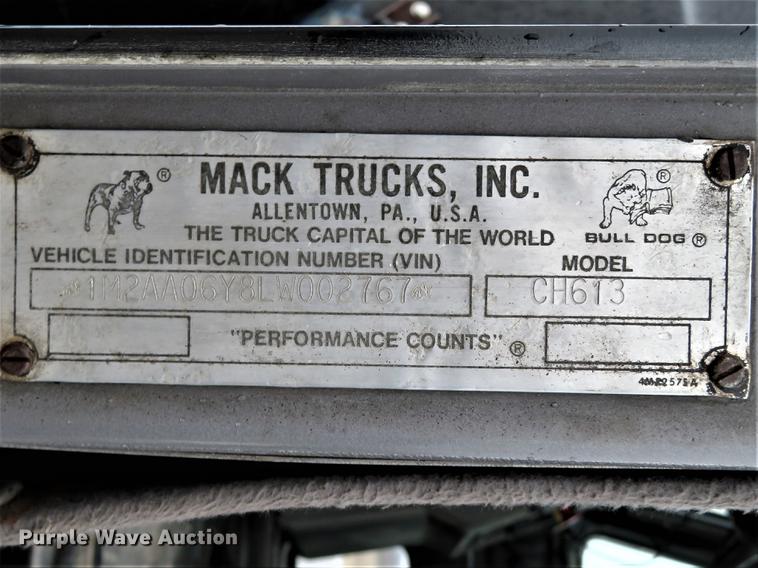 MACK TRUCKS, INC.
ALLENTOWN, PA., U.S.A.
THE TRUCK CAPITAL OF THE WORLD
BULL DOG ®
VEHICLE IDENTIFICATION NUMBER (VIN) MODEL
1M2AA06Y8LW002767 CH613
"PERFORMANCE COUNTS" ®
Purple Wave Auction